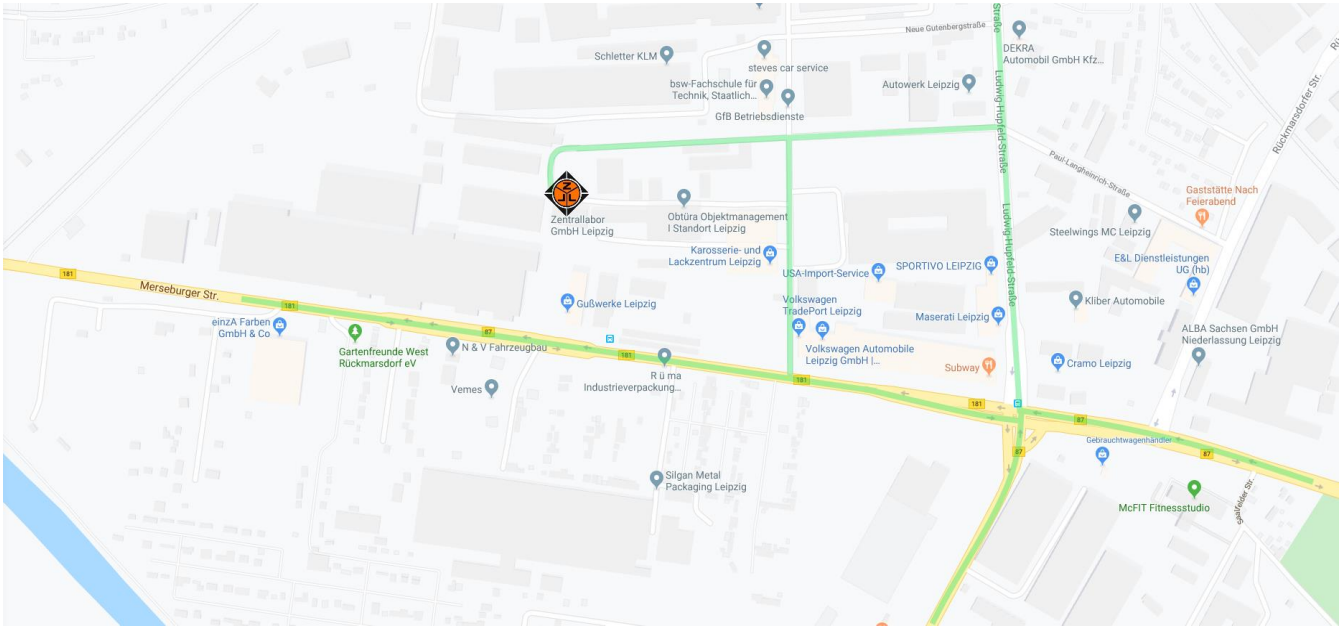 Straße
Neue Gutenbergstraße
DEKRA
Automobil GmbH Kfz...
Schletter KLM
steves car service
bsw-Fachschule für
Technik, Staatlich...
Autowerk Leipzig
GfB Betriebsdienste
Ludwig-Hupfeld-Straße
Rückmarsdorfer Str.
Paul-Langheinrich-Straße
Gaststätte Nach
Feierabend
ZLL
Zentrallabor
GmbH Leipzig
Obtüra Objektmanagement
I Standort Leipzig
Steelwings MC Leipzig
Ludwig-Hupfeld-Straße
Karosserie- und
Lackzentrum Leipzig
E&L Dienstleistungen
UG (hb)
USA-Import-Service
SPORTIVO LEIPZIG
181
Merseburger Str.
181
Gußwerke Leipzig
Volkswagen
TradePort Leipzig
Kliber Automobile
Maserati Leipzig
einzA Farben
GmbH & Co
87
Gartenfreunde West
Rückmarsdorf eV
N & V Fahrzeugbau
181
Volkswagen Automobile
Leipzig GmbH |...
ALBA Sachsen GmbH
Niederlassung Leipzig
Vemes
R ü ma
Industrieverpackung...
181
Subway
Cramo Leipzig
181
87
Gebrauchtwagenhändler
87
87
Silgan Metal
Packaging Leipzig
Saalfelder Str.
McFIT Fitnessstudio